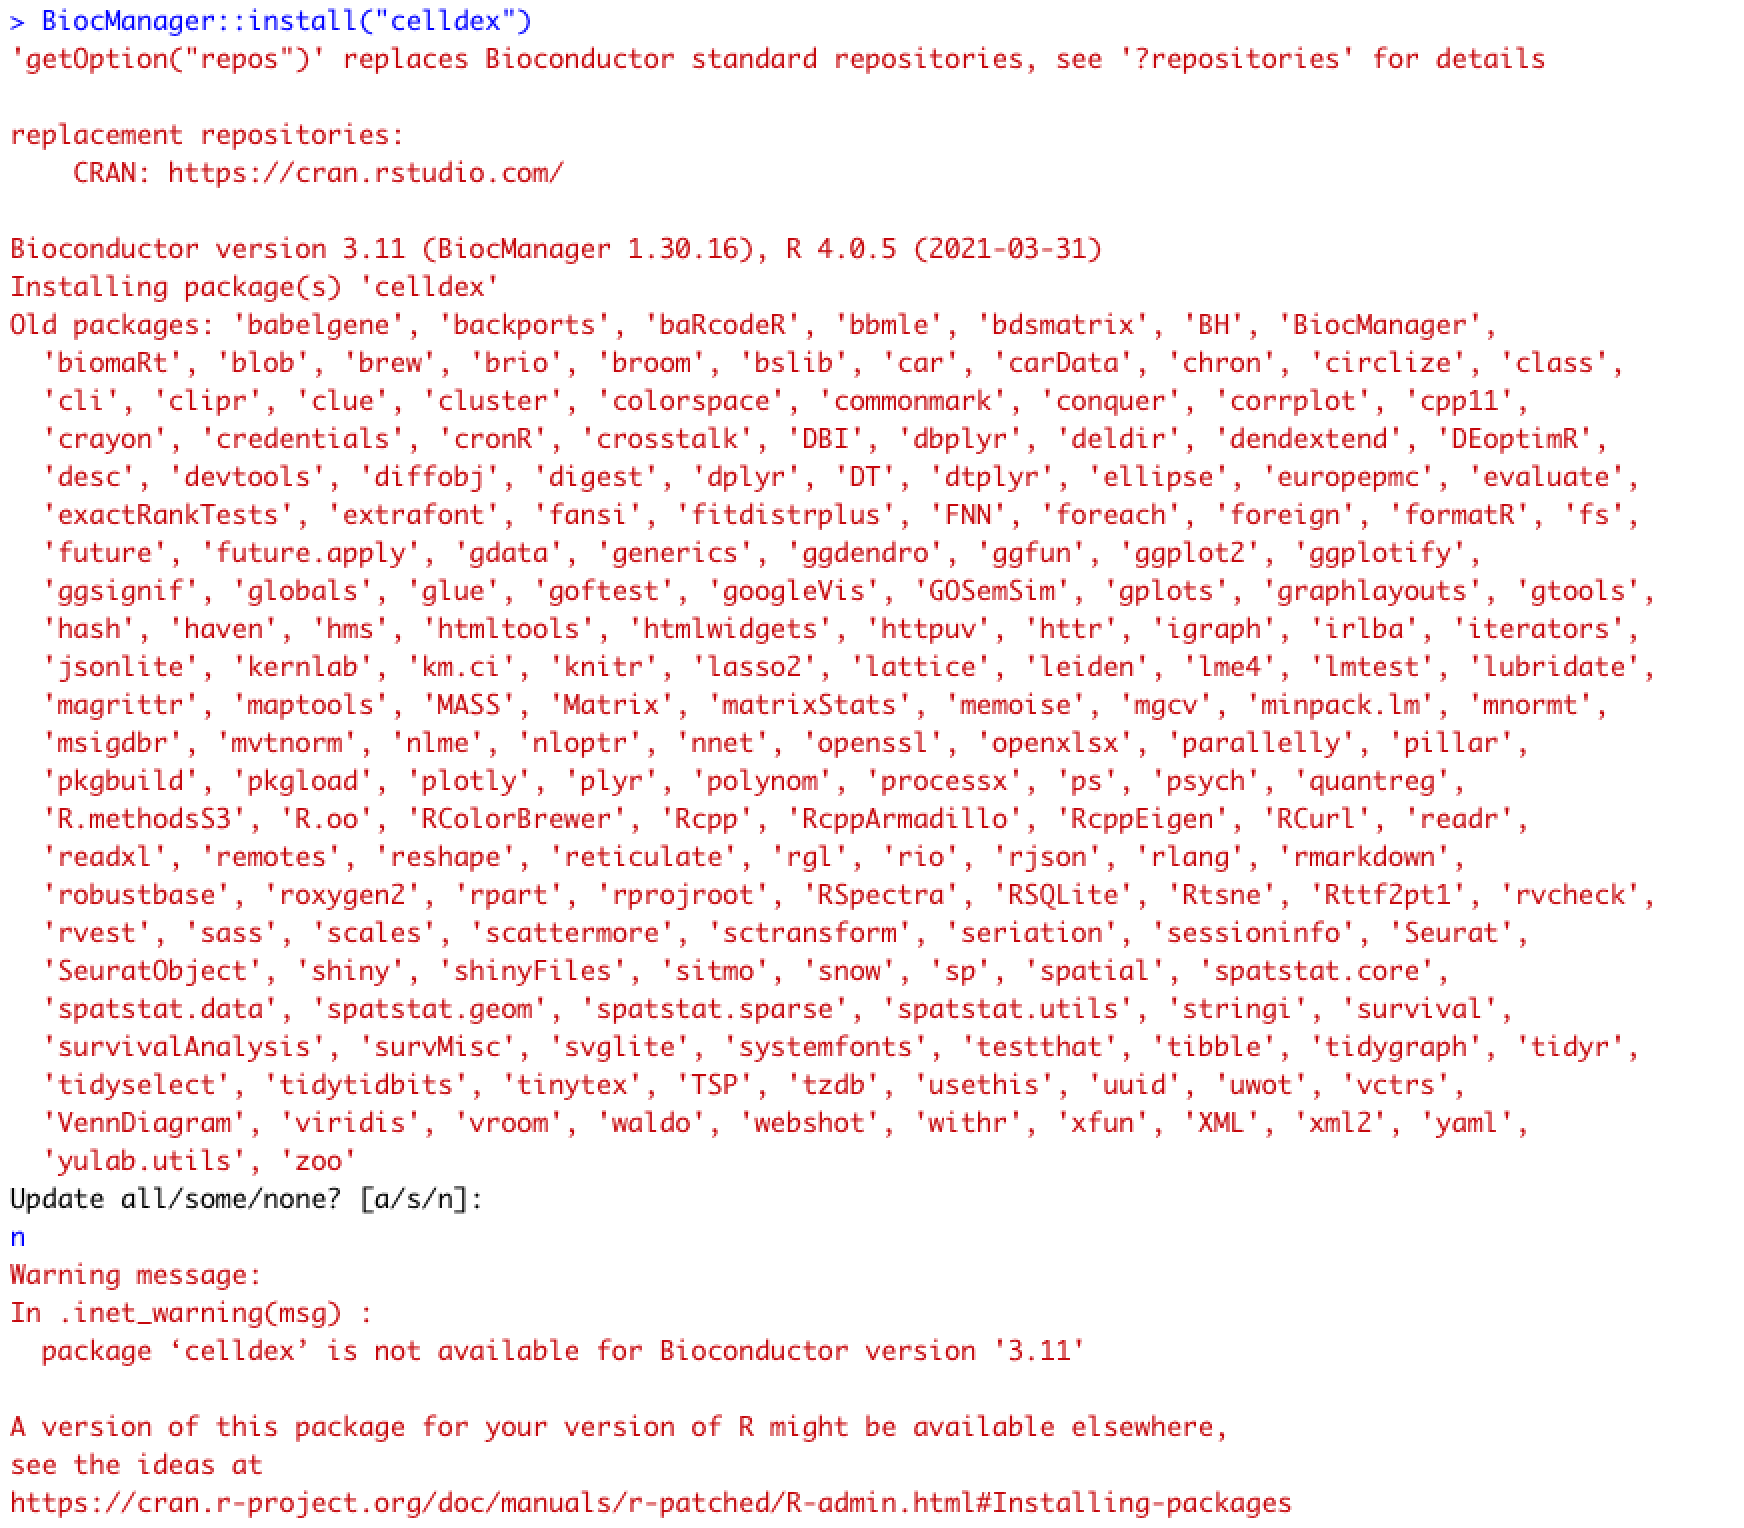 > BiocManager::install("celldex")
'getOption("repos")' replaces Bioconductor standard repositories, see '?repositories' for details
replacement repositories:
CRAN: https://cran.rstudio.com/
Bioconductor version 3.11 (BiocManager 1.30.16), R 4.0.5 (2021-03-31)
Installing package(s) 'celldex'
Old packages: 'babelgene', 'backports', 'baRcodeR', 'bbmle', 'bdsmatrix', 'BH', 'BiocManager',
'biomaRt', 'blob', 'brew', 'brio', 'broom', 'bslib', 'car', 'carData', 'chron', 'circlize', 'class',
'cli', 'clipr', 'clue', 'cluster', 'colorspace', 'commonmark', 'conquer', 'corrplot', 'cpp11',
'crayon', 'credentials', 'cronR', 'crosstalk', 'DBI', 'dbplyr', 'deldir', 'dendextend', 'DEoptimR',
'desc', 'devtools', 'diffobj', 'digest', 'dplyr', 'DT', 'dtplyr', 'ellipse', 'europepmc', 'evaluate',
'exactRankTests', 'extrafont', 'fansi', 'fitdistrplus', 'FNN', 'foreach', 'foreign', 'formatR', 'fs',
'future', 'future.apply', 'gdata', 'generics', 'ggdendro', 'ggfun', 'ggplot2', 'ggplotify',
'ggsignif', 'globals', 'glue', 'goftest', 'googleVis', 'GOSemSim', 'gplots', 'graphlayouts', 'gtools',
'hash', 'haven', 'hms', 'htmltools', 'htmlwidgets', 'httpuv', 'httr', 'igraph', 'irlba', 'iterators',
'jsonlite', 'kernlab', 'km.ci', 'knitr', 'lasso2', 'lattice', 'leiden', 'lme4', 'lmtest', 'lubridate',
'magrittr', 'maptools', 'MASS', 'Matrix', 'matrixStats', 'memoise', 'mgcv', 'minpack.lm', 'mnormt',
'msigdbr', 'mvtnorm', 'nlme', 'nloptr', 'nnet', 'openssl', 'openxlsx', 'parallelly', 'pillar',
'pkgbuild', 'pkgload', 'plotly', 'plyr', 'polynom', 'processx', 'ps', 'psych', 'quantreg',
'R.methodsS3', 'R.oo', 'RColorBrewer', 'Rcpp', 'RcppArmadillo', 'RcppEigen', 'RCurl', 'readr',
'readxl', 'remotes', 'reshape', 'reticulate', 'rgl', 'rio', 'rjson', 'rlang', 'rmarkdown',
'robustbase', 'roxygen2', 'rpart', 'rprojroot', 'RSpectra', 'RSQLite', 'Rtsne', 'Rttf2pt1', 'rvcheck',
'rvest', 'sass', 'scales', 'scattermore', 'sctransform', 'seriation', 'sessioninfo', 'Seurat',
'SeuratObject', 'shiny', 'shinyFiles', 'sitmo', 'snow', 'sp', 'spatial', 'spatstat.core',
'spatstat.data', 'spatstat.geom', 'spatstat.sparse', 'spatstat.utils', 'stringi', 'survival',
'survivalAnalysis', 'survMisc', 'svglite', 'systemfonts', 'testthat', 'tibble', 'tidygraph', 'tidyr',
'tidyselect', 'tidytidbits', 'tinytex', 'TSP', 'tzdb', 'usethis', 'uuid', 'uwot', 'vctrs',
'VennDiagram', 'viridis', 'vroom', 'waldo', 'webshot', 'withr', 'xfun', 'XML', 'xml2', 'yaml',
'yulab.utils', 'zoo'
Update all/some/none? [a/s/n]:
n
Warning message:
In .inet_warning(msg) :
package ‘celldex’ is not available for Bioconductor version '3.11'
A version of this package for your version of R might be available elsewhere,
see the ideas at
https://cran.r-project.org/doc/manuals/r-patched/R-admin.html#Installing-packages